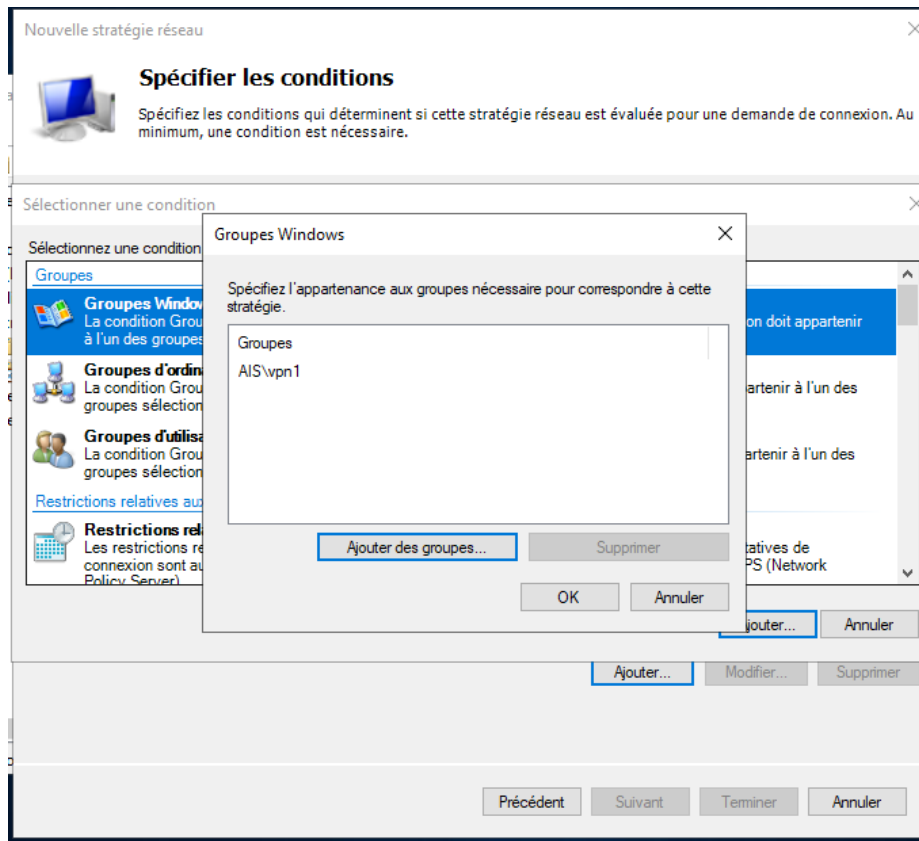 Nouvelle stratégie réseau
Spécifier les conditions
Spécifiez les conditions qui déterminent si cette stratégie réseau est évaluée pour une demande de connexion. Au
minimum, une condition est nécessaire.
Sélectionner une condition
Sélectionnez une condition
Groupes
Groupes Window
La condition Grou
on doit appartenir
à l'un des groupes
Groupes d'ordin
La condition Grou
artenir à l'un des
groupes sélection
Groupes d'utilisa
La condition Grou
artenir à l'un des
groupes sélection
Restrictions relatives aux
Restrictions rel
Les restrictions re
tatives de
connexion sont au
PS (Network
Policy Server)
Groupes Windows
Spécifiez l'appartenance aux groupes nécessaire pour correspondre à cette
stratégie.
Groupes
AIS\vpn1
Ajouter des groupes...
Supprimer
OK
Annuler
jouter...
Annuler
Ajouter...
Modifier...
Supprimer
Précédent
Suivant
Terminer
Annuler